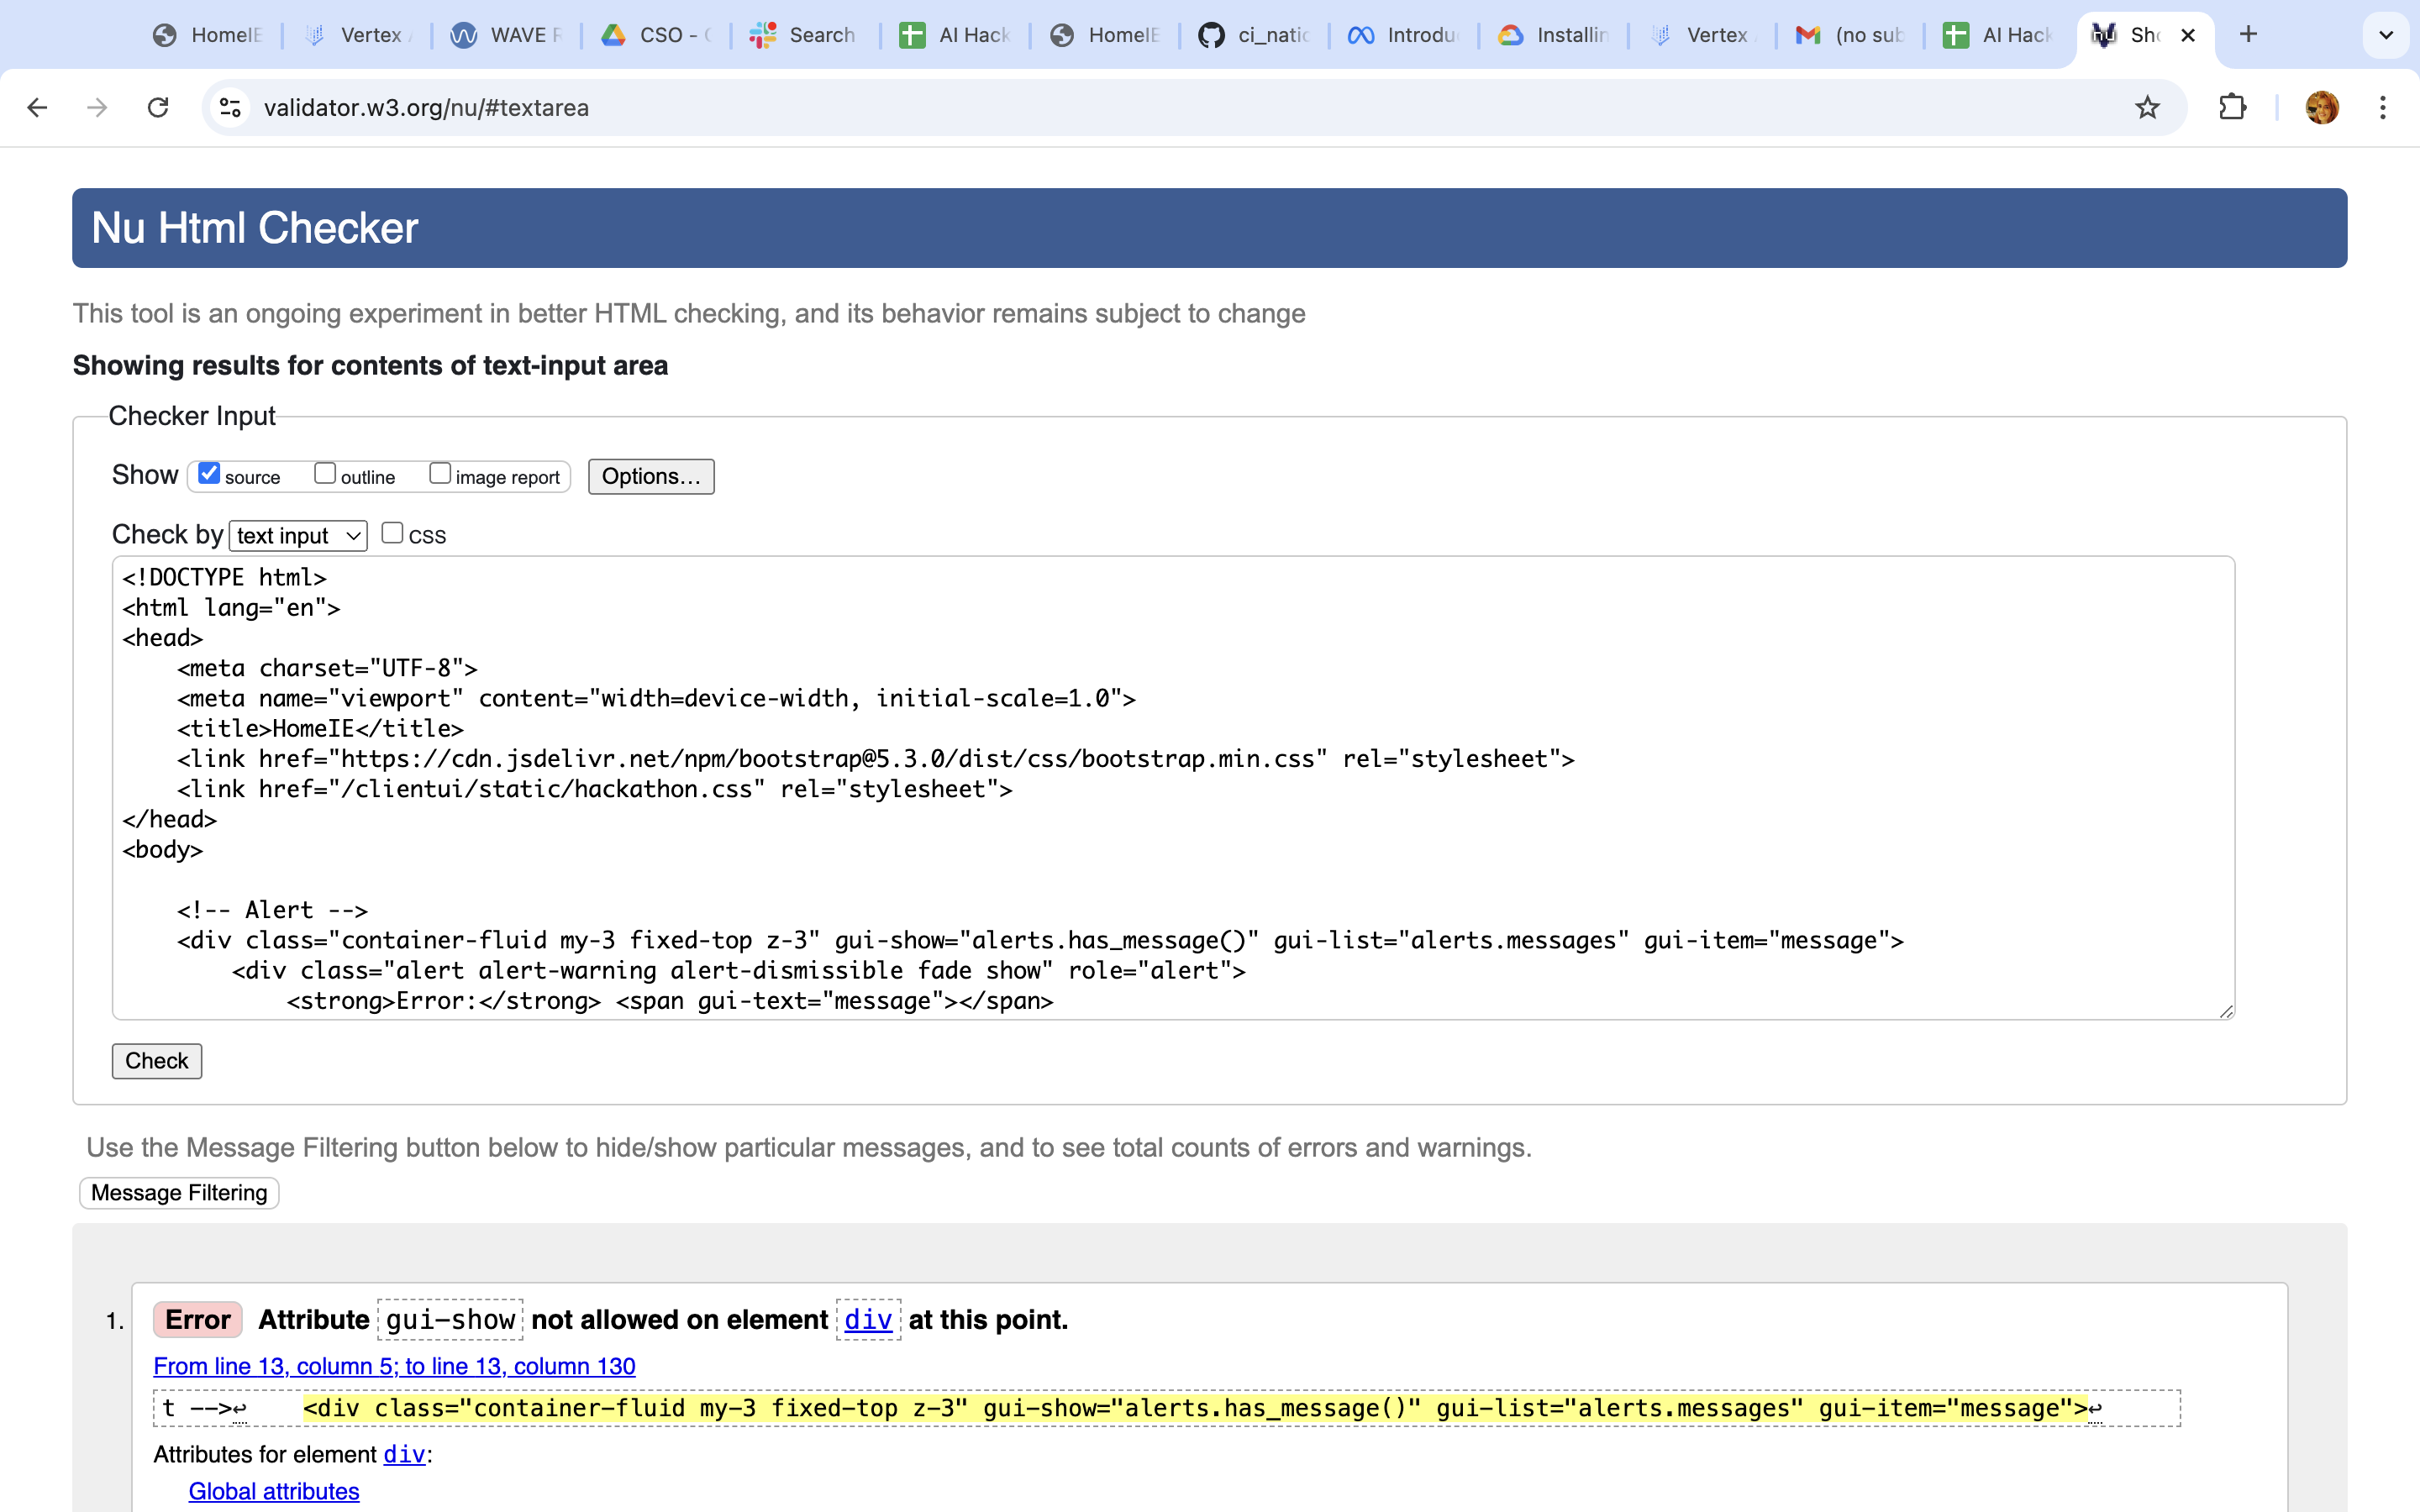 HomeIE
Vertex
WAVE
CSO -
Search
AI Hack
HomeIE
Introdu
Vertex
(no sub
AI Hack
validator.w3.org/nu/#textarea
Nu Html Checker
This tool is an ongoing experiment in better HTML checking, and its behavior remains subject to change
Showing results for contents of text-input area
Checker Input
Show source outline image report Options...
Check by text input CSS
<!DOCTYPE html>
<html lang="en">
<head>
    <meta charset="UTF-8">
    <meta name="viewport" content="width=device-width, initial-scale=1.0">
    <title>HomeIE</title>
    <link href="https://cdn.jsdelivr.net/npm/bootstrap@5.3.0/dist/css/bootstrap.min.css" rel="stylesheet">
    <link href="/clientui/static/hackathon.css" rel="stylesheet">
</head>
<body>
    <!-- Alert -->
    <div class="container-fluid my-3 fixed-top z-3" gui-show="alerts.has_message()" gui-list="alerts.messages" gui-item="message">
        <div class="alert alert-warning alert-dismissible fade show" role="alert">
            <strong>Error:</strong> <span gui-text="message"></span>
Check
Use the Message Filtering button below to hide/show particular messages, and to see total counts of errors and warnings.
Message Filtering
1. Error Attribute gui-show not allowed on element div at this point.
From line 13, column 5; to line 13, column 130
t -->↩    <div class="container-fluid my-3 fixed-top z-3" gui-show="alerts.has_message()" gui-list="alerts.messages" gui-item="message">↩
Attributes for element div:
Global attributes